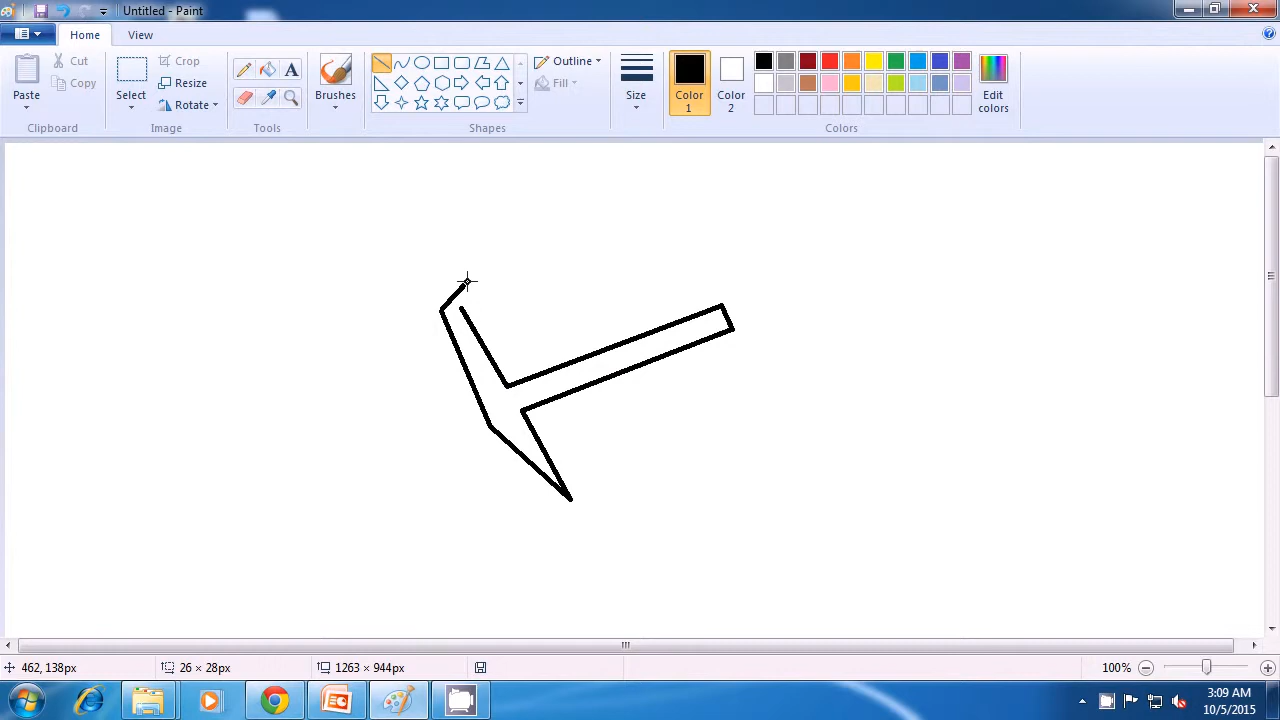 Untitled - Paint
Home View
Paste
Cut
Copy
Clipboard
Select
Crop
Resize
Rotate
Image
A
Tools
Brushes
Shapes
Outline
Fill
Size
Color 1
Color 2
Edit colors
Colors
462, 138px
26 × 28px
1263 × 944px
100%
3:09 AM
10/5/2015